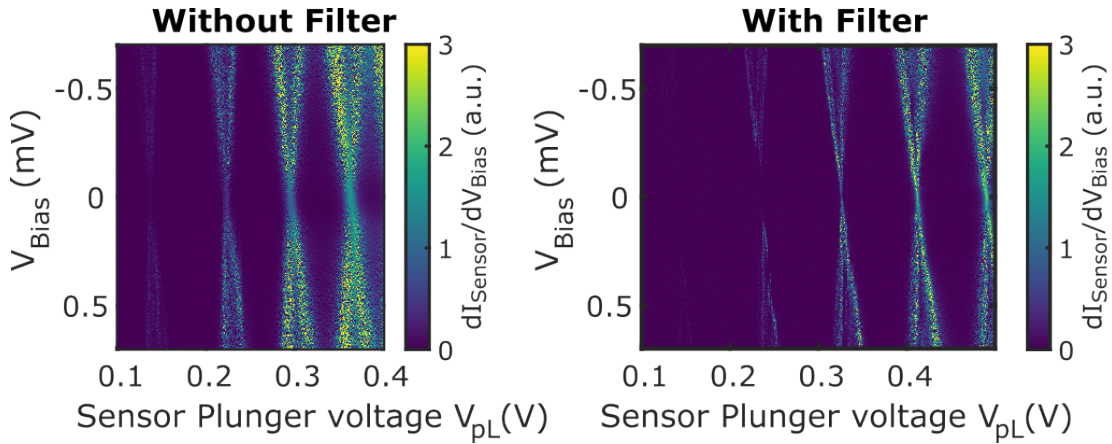 Without Filter
V_Bias (mV)
-0.5
0
0.5
0.1 0.2 0.3 0.4
Sensor Plunger voltage V_pL(V)
3
2
1
0
dI_Sensor/dV_Bias (a.u.)
With Filter
V_Bias (mV)
-0.5
0
0.5
0.1 0.2 0.3 0.4
Sensor Plunger voltage V_pL(V)
3
2
1
0
dI_Sensor/dV_Bias (a.u.)